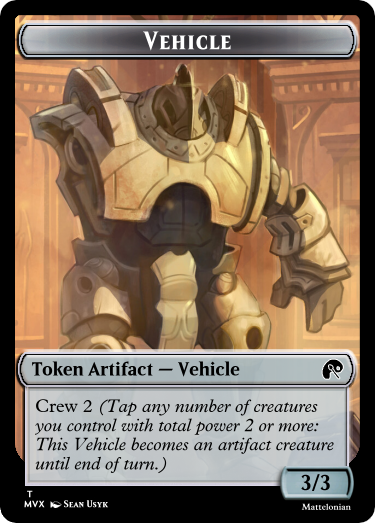 VEHICLE
Token Artifact — Vehicle
Crew 2 (Tap any number of creatures
you control with total power 2 or more:
This Vehicle becomes an artifact creature
until end of turn.)
3/3
T
MVX SEAN USYK
Mattelonian